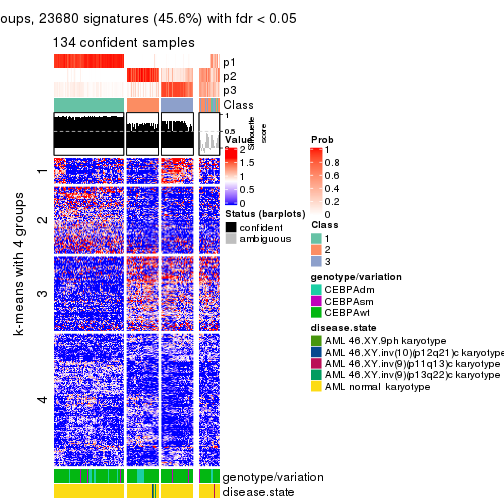 oups, 23680 signatures (45.6%) with fdr < 0.05
134 confident samples
p1
p2
p3
Class
1
0.5
0
Silhouette
score
k-means with 4 groups
1
2
3
4
genotype/variation
disease.state
Value
2
1.5
1
0.5
0
Status (barplots)
confident
ambiguous
Prob
1
0.8
0.6
0.4
0.2
0
Class
1
2
3
genotype/variation
CEBPAdm
CEBPAsm
CEBPAwt
disease.state
AML 46.XY.9ph karyotype
AML 46.XY.inv(10)(p12q21)c karyotype
AML 46.XY.inv(9)(p11q13)c karyotype
AML 46.XY.inv(9)(p13q22)c karyotype
AML normal karyotype